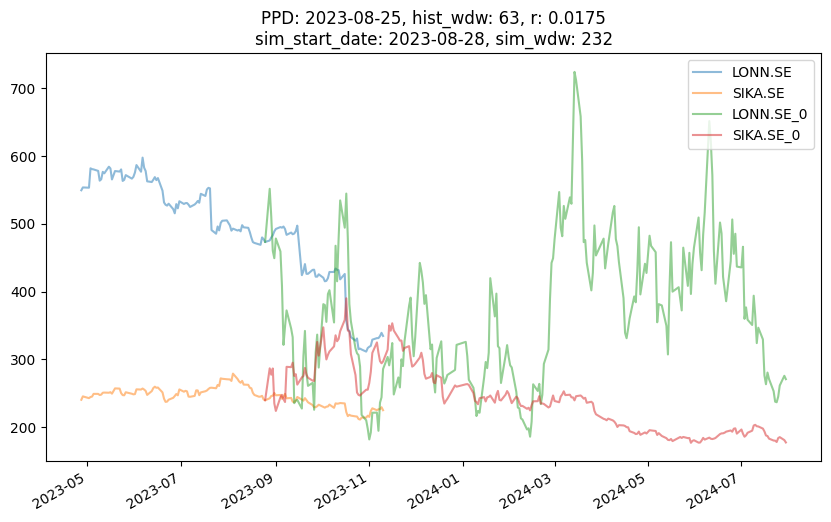 PPD: 2023-08-25, hist_wdw: 63, r: 0.0175
sim_start_date: 2023-08-28, sim_wdw: 232
LONN.SE
SIKA.SE
LONN.SE_0
SIKA.SE_0
700
600
500
400
300
200
2023-05
2023-07
2023-09
2023-11
2024-01
2024-03
2024-05
2024-07